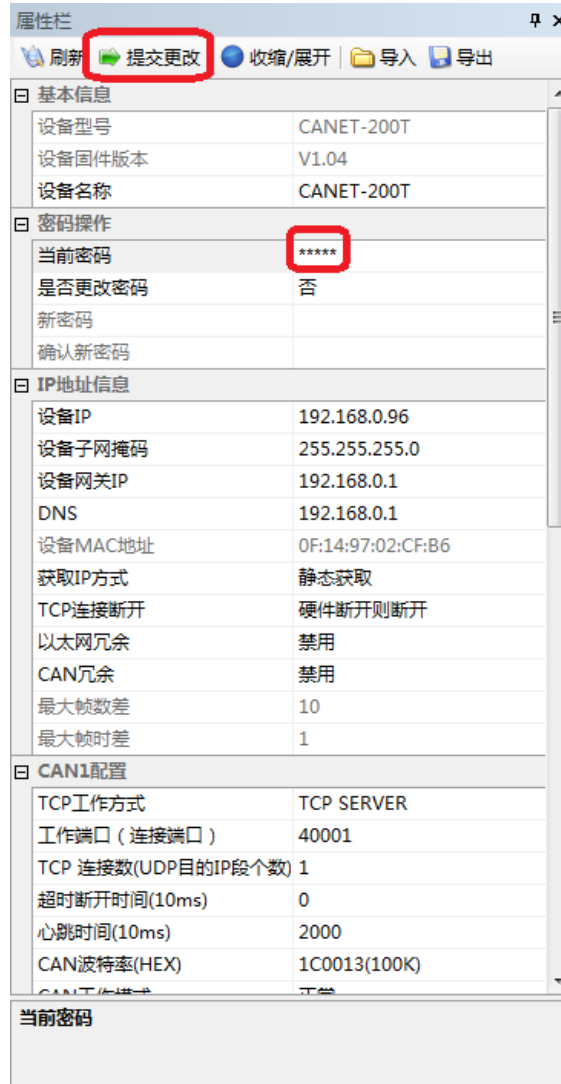 属性栏
刷新 提交更改 收缩/展开 导入 导出
基本信息
设备型号 CANET-200T
设备固件版本 V1.04
设备名称 CANET-200T
密码操作
当前密码 *****
是否更改密码 否
新密码
确认新密码
IP地址信息
设备IP 192.168.0.96
设备子网掩码 255.255.255.0
设备网关IP 192.168.0.1
DNS 192.168.0.1
设备MAC地址 0F:14:97:02:CF:B6
获取IP方式 静态获取
TCP连接断开 硬件断开则断开
以太网冗余 禁用
CAN冗余 禁用
最大帧数差 10
最大帧时差 1
CAN1配置
TCP工作方式 TCP SERVER
工作端口（连接端口） 40001
TCP 连接数(UDP目的IP段个数) 1
超时断开时间(10ms) 0
心跳时间(10ms) 2000
CAN波特率(HEX) 1C0013(100K)
CAN工作模式 正常
当前密码